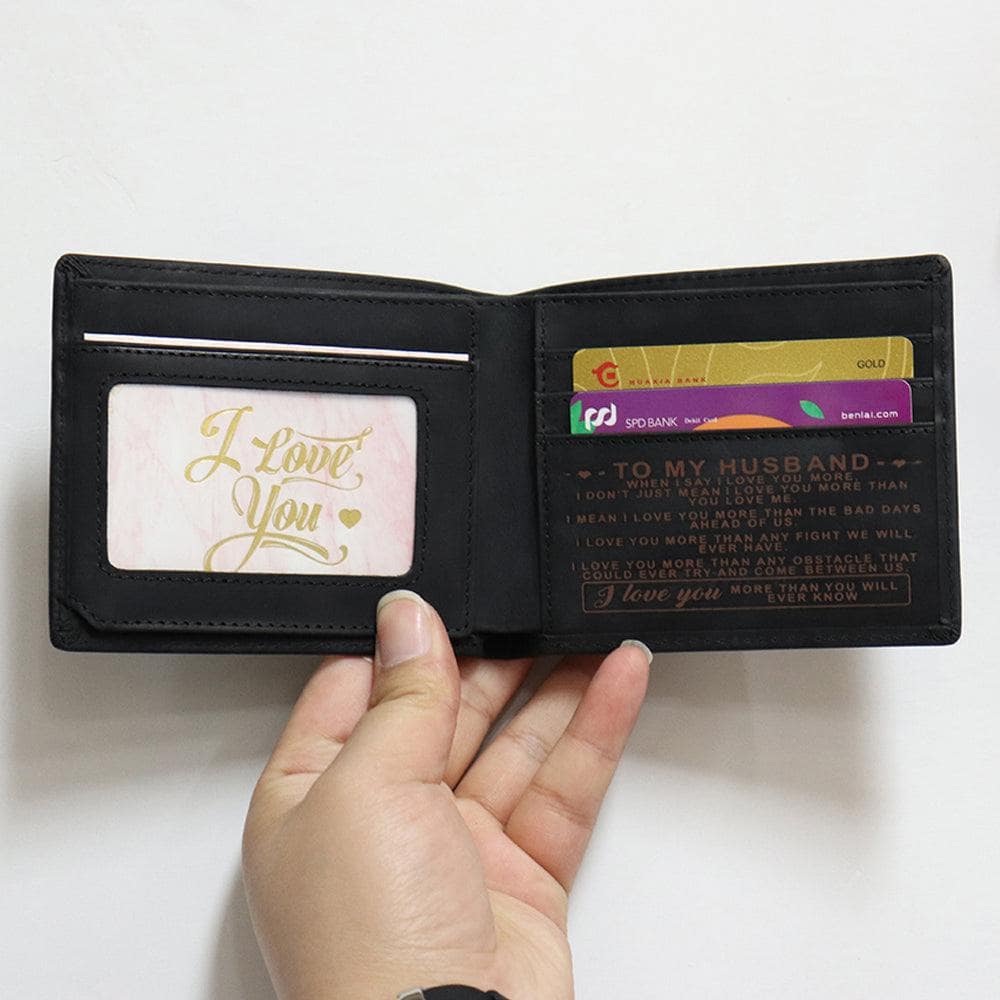 I Love
You
HUAXIA BANK
GOLD
SPD BANK Debit Card
benlai.com
TO MY HUSBAND
WHEN I SAY I LOVE YOU MORE,
I DON'T JUST MEAN I LOVE YOU MORE THAN
YOU LOVE ME.
I MEAN I LOVE YOU MORE THAN THE BAD DAYS
AHEAD OF US.
I LOVE YOU MORE THAN ANY FIGHT WE WILL
EVER HAVE.
I LOVE YOU MORE THAN ANY OBSTACLE THAT
COULD EVER TRY AND COME BETWEEN US.
I love you MORE THAN YOU WILL
EVER KNOW